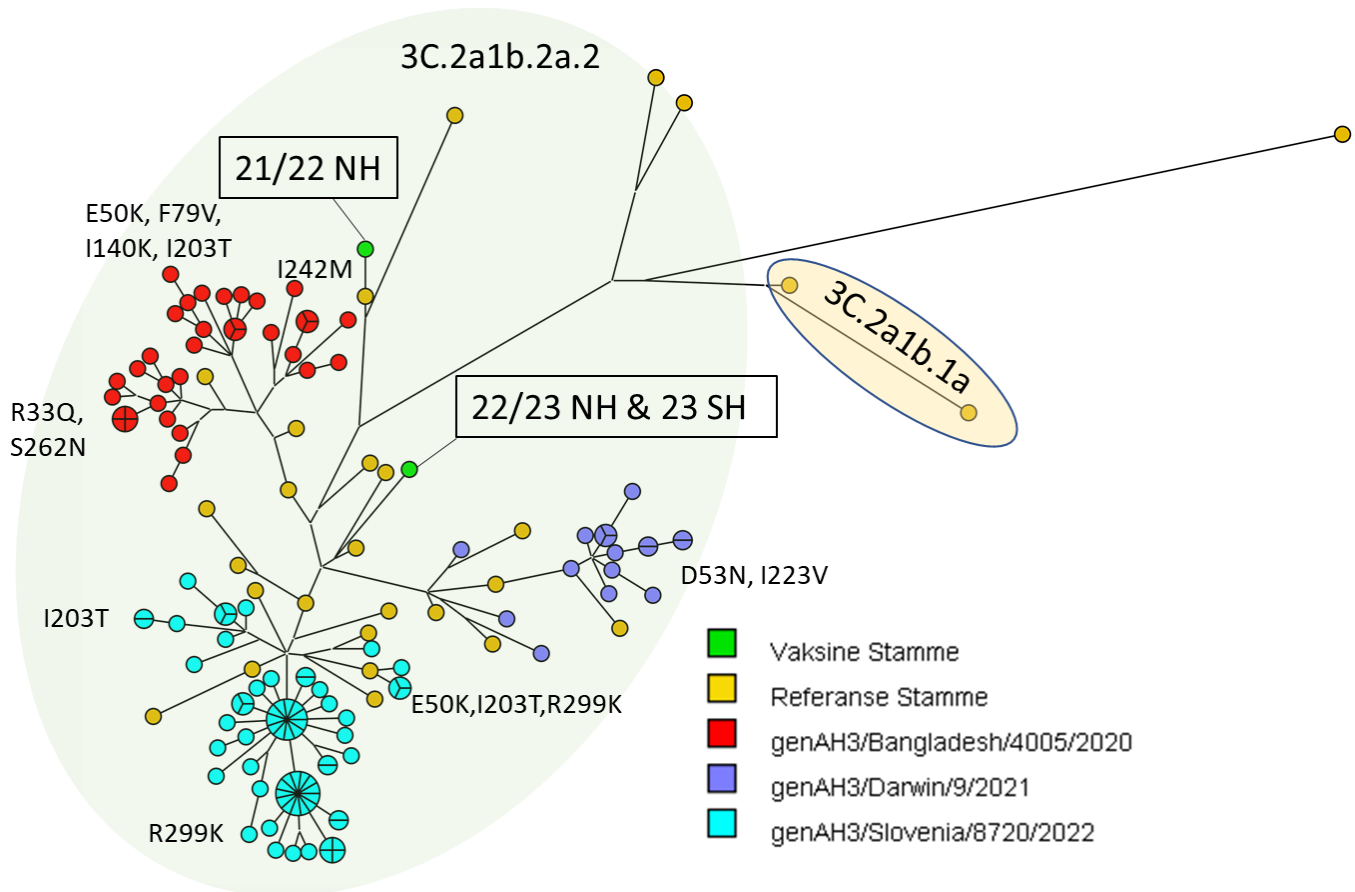 3C.2a1b.2a.2
21/22 NH
E50K, F79V,
I140K, I203T
I242M
3C.2a1b.1a
R33Q,
S262N
22/23 NH & 23 SH
D53N, I223V
I203T
E50K,I203T,R299K
R299K
Vaksine Stamme
Referanse Stamme
genAH3/Bangladesh/4005/2020
genAH3/Darwin/9/2021
genAH3/Slovenia/8720/2022